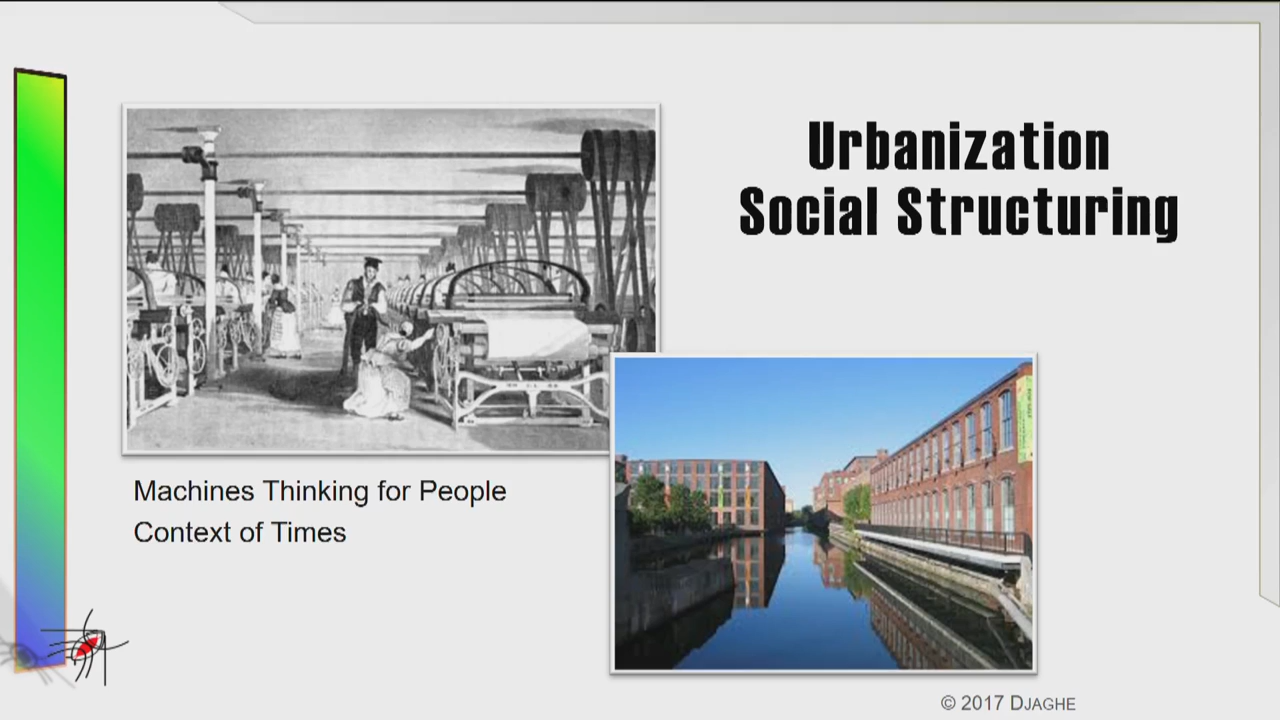 Urbanization
Social Structuring
Machines Thinking for People
Context of Times
© 2017 DJAGHE